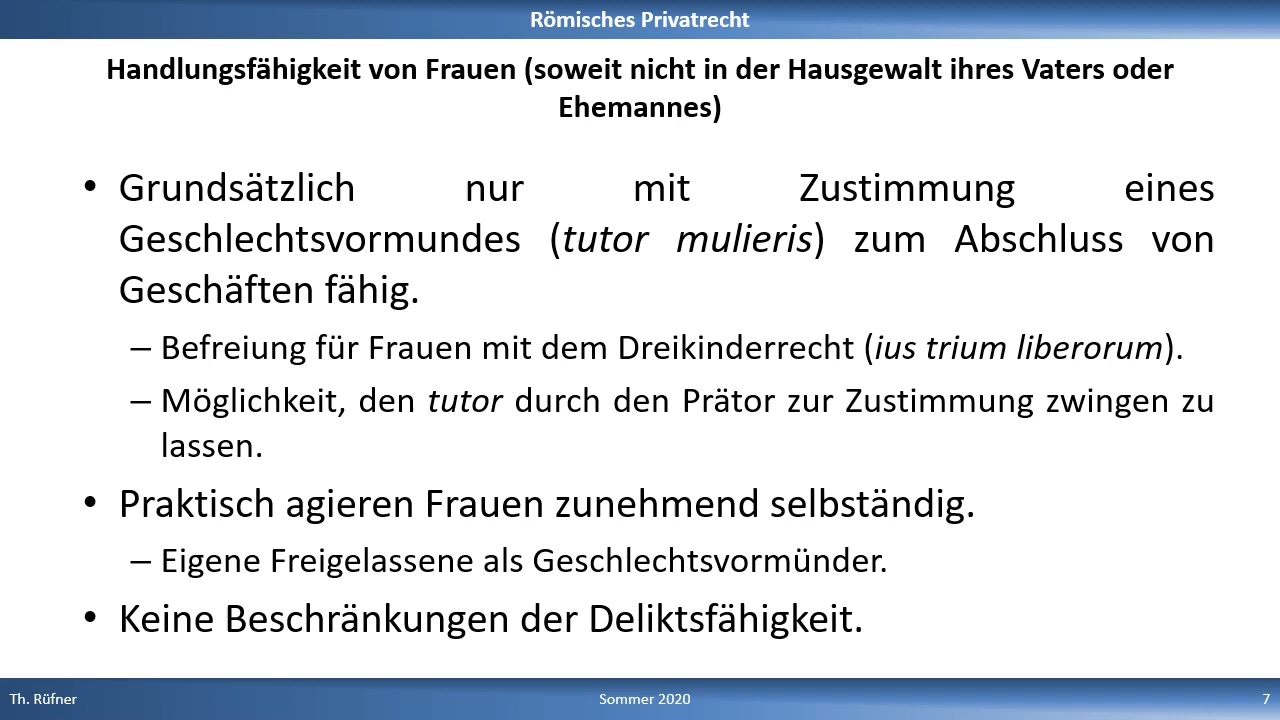 Römisches Privatrecht
Handlungsfähigkeit von Frauen (soweit nicht in der Hausgewalt ihres Vaters oder
Ehemannes)
• Grundsätzlich nur mit Zustimmung eines
Geschlechtsvormundes (tutor mulieris) zum Abschluss von
Geschäften fähig.
– Befreiung für Frauen mit dem Dreikinderrecht (ius trium liberorum).
– Möglichkeit, den tutor durch den Prätor zur Zustimmung zwingen zu
lassen.
• Praktisch agieren Frauen zunehmend selbständig.
– Eigene Freigelassene als Geschlechtsvormünder.
• Keine Beschränkungen der Deliktsfähigkeit.
Th. Rüfner Sommer 2020 7